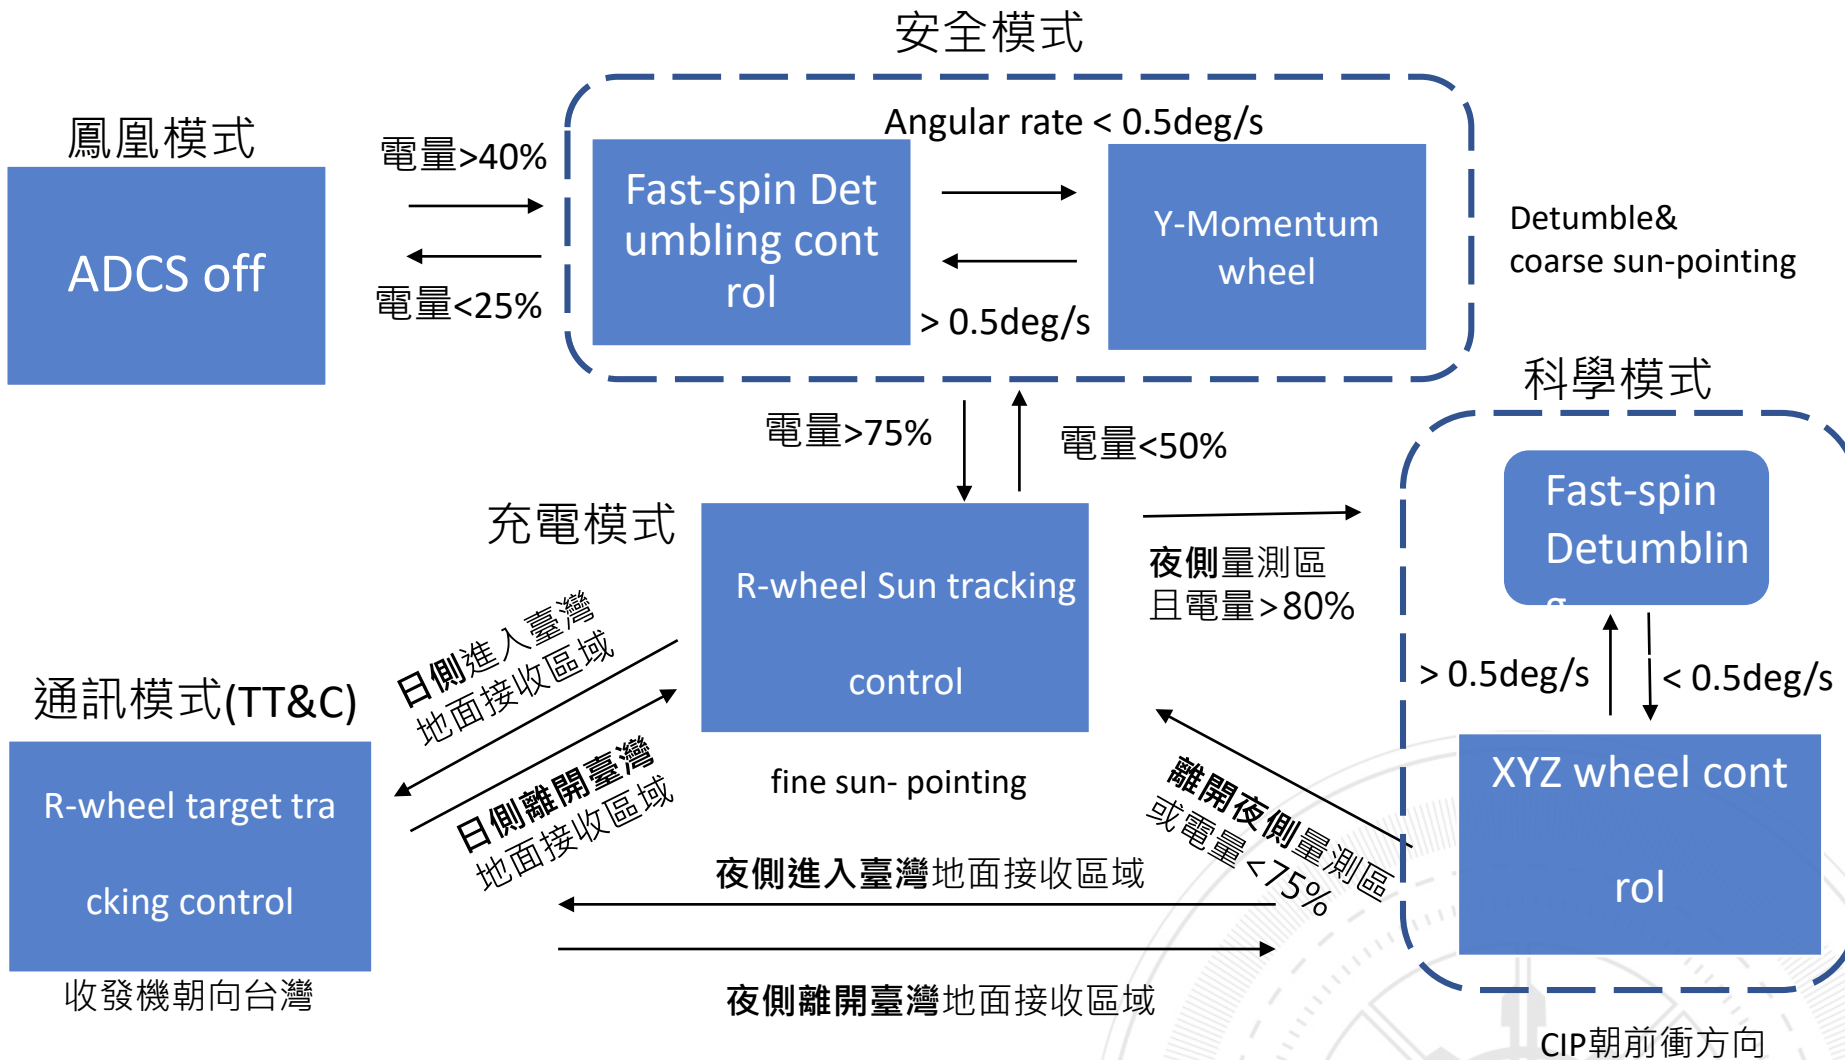 安全模式
鳳凰模式
ADCS off
電量>40%
電量<25%
Angular rate < 0.5deg/s
Fast-spin Det
umbling cont
rol
Y-Momentum
wheel
> 0.5deg/s
Detumble&
coarse sun-pointing
電量>75%
電量<50%
科學模式
充電模式
R-wheel Sun tracking
control
fine sun- pointing
夜側量測區
且電量>80%
Fast-spin
Detumblin
g
> 0.5deg/s
< 0.5deg/s
XYZ wheel cont
rol
CIP朝前衝方向
日側進入臺灣
地面接收區域
日側離開臺灣
地面接收區域
通訊模式(TT&C)
R-wheel target tra
cking control
收發機朝向台灣
離開夜側量測區
或電量<75%
夜側進入臺灣地面接收區域
夜側離開臺灣地面接收區域